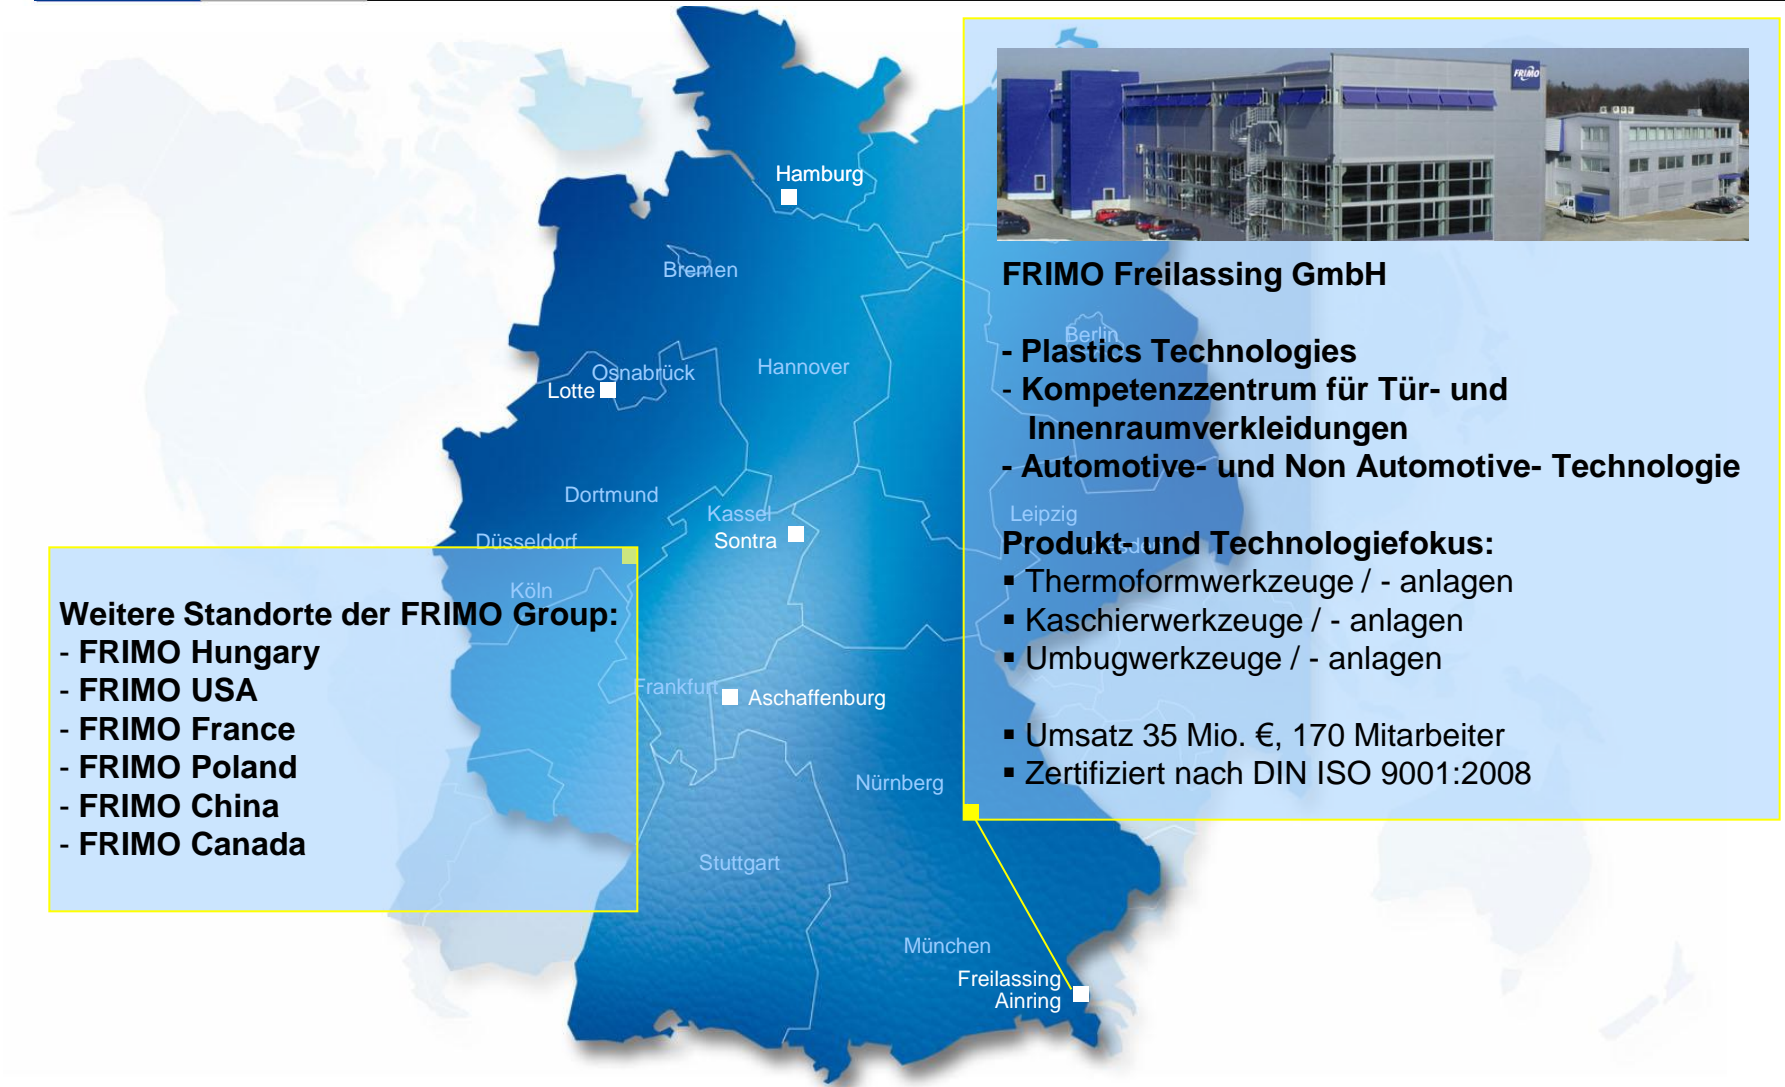 FRIMO
Hamburg
Bremen
Hannover
Osnabrück
Lotte
Dortmund
Kassel
Sontra
Düsseldorf
Köln
Frankfurt
Aschaffenburg
Nürnberg
Stuttgart
München
Freilassing
Ainring
Berlin
Leipzig
Dresden
FRIMO Freilassing GmbH
- Plastics Technologies
- Kompetenzzentrum für Tür- und
Innenraumverkleidungen
- Automotive- und Non Automotive- Technologie
Produkt- und Technologiefokus:
▪ Thermoformwerkzeuge / - anlagen
▪ Kaschierwerkzeuge / - anlagen
▪ Umbugwerkzeuge / - anlagen
▪ Umsatz 35 Mio. €, 170 Mitarbeiter
▪ Zertifiziert nach DIN ISO 9001:2008
Weitere Standorte der FRIMO Group:
- FRIMO Hungary
- FRIMO USA
- FRIMO France
- FRIMO Poland
- FRIMO China
- FRIMO Canada